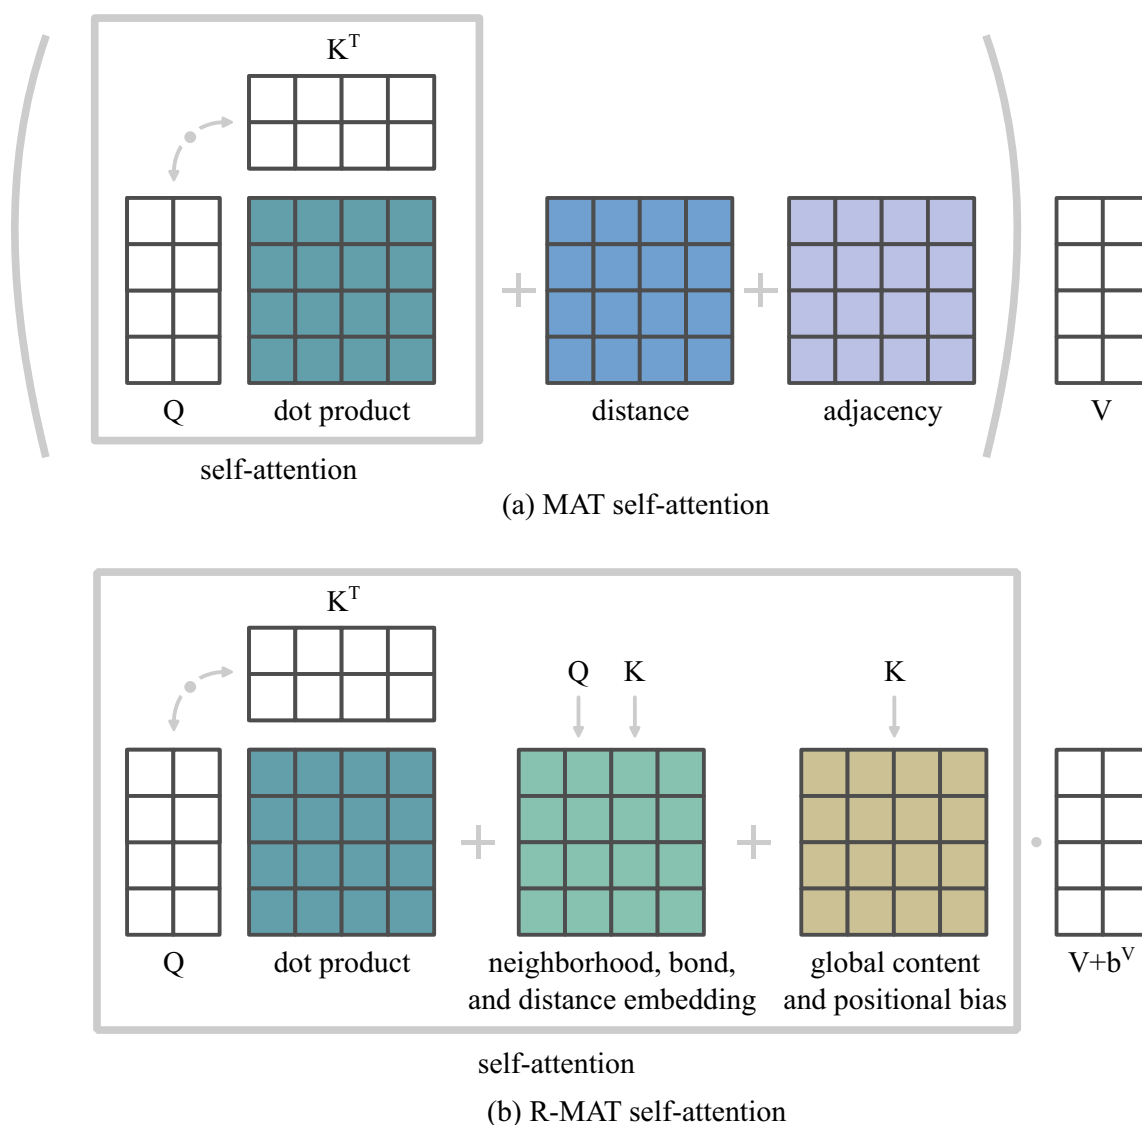 K^T
Q
dot product
distance
adjacency
V
self-attention
(a) MAT self-attention
K^T
Q K
K
Q
dot product
neighborhood, bond,
and distance embedding
global content
and positional bias
V+b^V
self-attention
(b) R-MAT self-attention